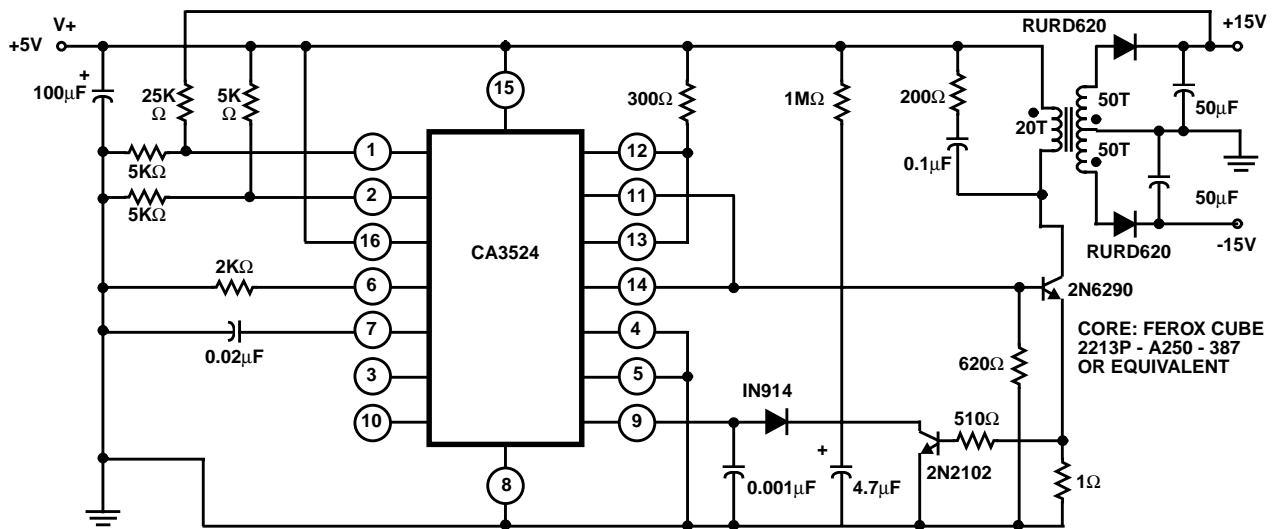 V+
+5V
+
100μF
25K
Ω
5K
Ω
5KΩ
5KΩ
2KΩ
0.02μF
15
1
2
16
6
7
3
10
CA3524
12
11
13
14
4
5
9
8
300Ω
1MΩ
200Ω
0.1μF
20T
50T
50T
RURD620
+15V
50μF
50μF
RURD620
-15V
2N6290
CORE: FEROX CUBE
2213P - A250 - 387
OR EQUIVALENT
620Ω
IN914
510Ω
2N2102
0.001μF
+
4.7μF
1Ω